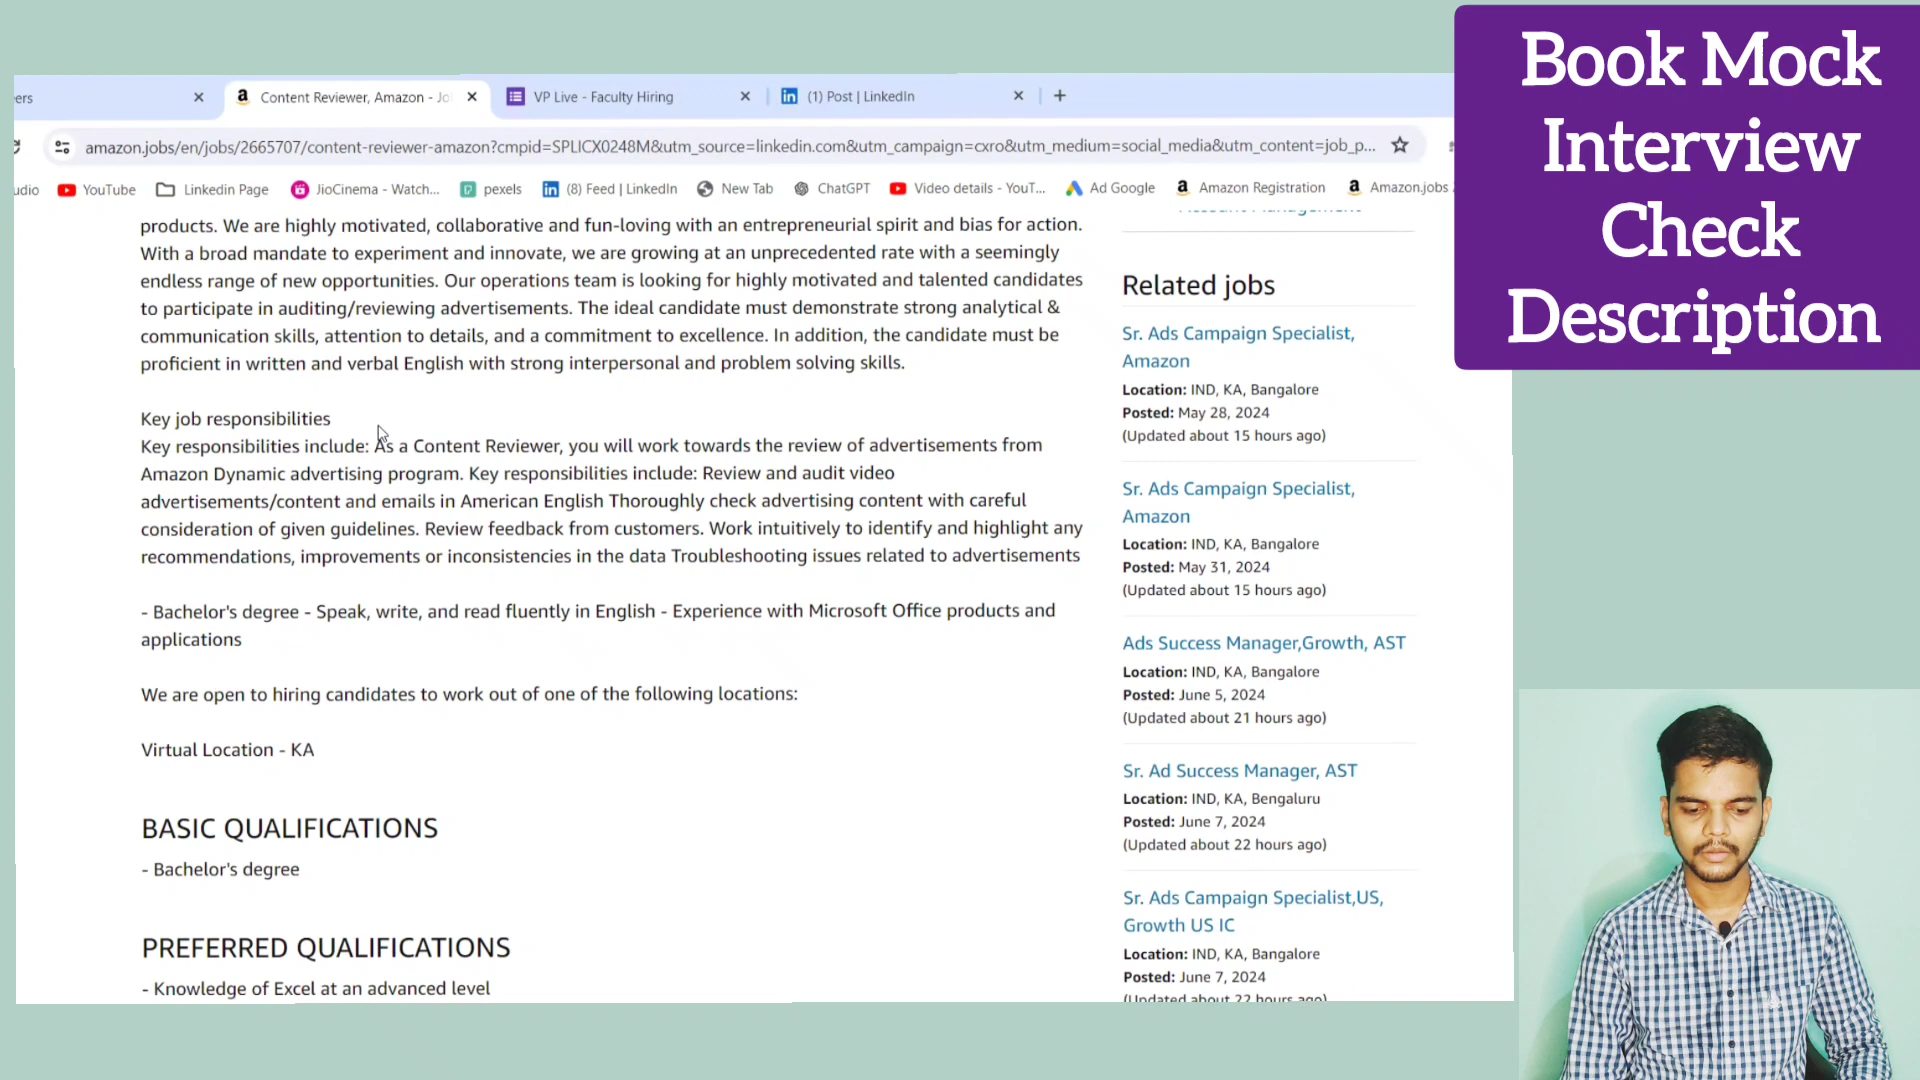 Book Mock
Interview
Check
Description
ers
Content Reviewer, Amazon - Jo
VP Live - Faculty Hiring
(1) Post | LinkedIn
amazon.jobs/en/jobs/2665707/content-reviewer-amazon?cmpid=SPLICX0248M&utm_source=linkedin.com&utm_campaign=cxro&utm_medium=social_media&utm_content=job_p...
udio YouTube Linkedin Page JioCinema - Watch... pexels (8) Feed | LinkedIn New Tab ChatGPT Video details - YouT... Ad Google Amazon Registration Amazon.jobs
products. We are highly motivated, collaborative and fun-loving with an entrepreneurial spirit and bias for action.
With a broad mandate to experiment and innovate, we are growing at an unprecedented rate with a seemingly
endless range of new opportunities. Our operations team is looking for highly motivated and talented candidates
to participate in auditing/reviewing advertisements. The ideal candidate must demonstrate strong analytical &
communication skills, attention to details, and a commitment to excellence. In addition, the candidate must be
proficient in written and verbal English with strong interpersonal and problem solving skills.
Key job responsibilities
Key responsibilities include: As a Content Reviewer, you will work towards the review of advertisements from
Amazon Dynamic advertising program. Key responsibilities include: Review and audit video
advertisements/content and emails in American English Thoroughly check advertising content with careful
consideration of given guidelines. Review feedback from customers. Work intuitively to identify and highlight any
recommendations, improvements or inconsistencies in the data Troubleshooting issues related to advertisements
- Bachelor's degree - Speak, write, and read fluently in English - Experience with Microsoft Office products and
applications
We are open to hiring candidates to work out of one of the following locations:
Virtual Location - KA
BASIC QUALIFICATIONS
- Bachelor's degree
PREFERRED QUALIFICATIONS
- Knowledge of Excel at an advanced level
Account Management
Related jobs
Sr. Ads Campaign Specialist,
Amazon
Location: IND, KA, Bangalore
Posted: May 28, 2024
(Updated about 15 hours ago)
Sr. Ads Campaign Specialist,
Amazon
Location: IND, KA, Bangalore
Posted: May 31, 2024
(Updated about 15 hours ago)
Ads Success Manager,Growth, AST
Location: IND, KA, Bangalore
Posted: June 5, 2024
(Updated about 21 hours ago)
Sr. Ad Success Manager, AST
Location: IND, KA, Bengaluru
Posted: June 7, 2024
(Updated about 22 hours ago)
Sr. Ads Campaign Specialist,US,
Growth US IC
Location: IND, KA, Bangalore
Posted: June 7, 2024
(Updated about 22 hours ago)